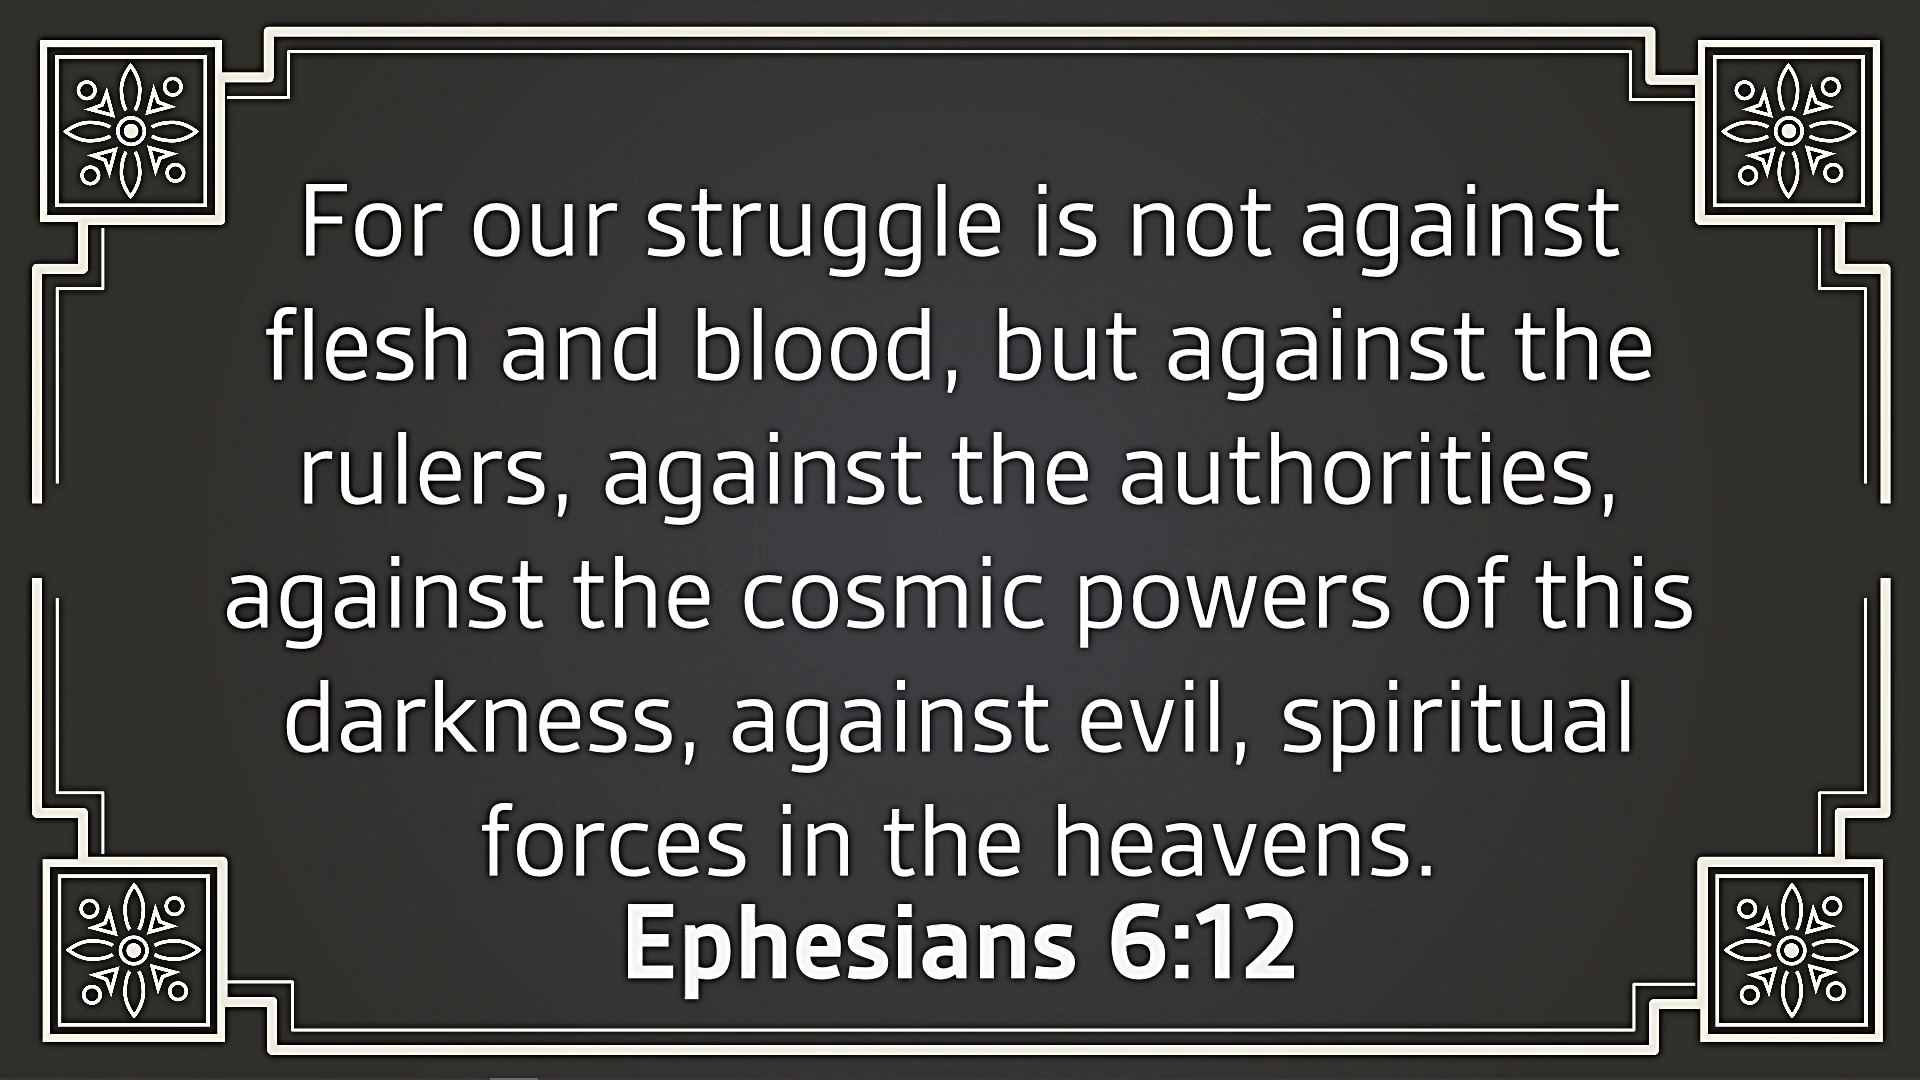 For our struggle is not against
flesh and blood, but against the
rulers, against the authorities,
against the cosmic powers of this
darkness, against evil, spiritual
forces in the heavens.
Ephesians 6:12